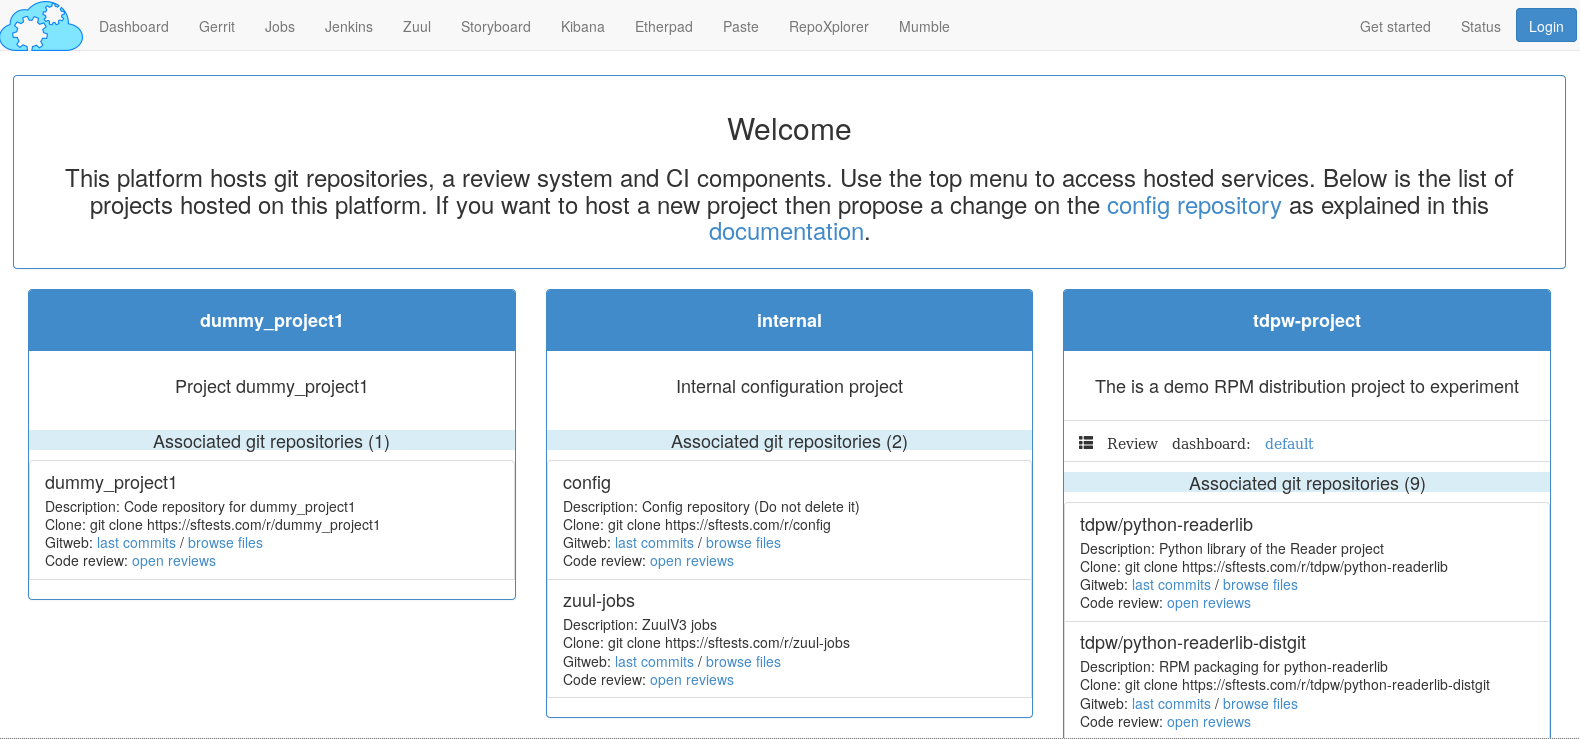 Dashboard Gerrit Jobs Jenkins Zuul Storyboard Kibana Etherpad Paste RepoXplorer Mumble Get started Status Login
Welcome
This platform hosts git repositories, a review system and CI components. Use the top menu to access hosted services. Below is the list of
projects hosted on this platform. If you want to host a new project then propose a change on the config repository as explained in this
documentation.
dummy_project1
Project dummy_project1
Associated git repositories (1)
dummy_project1
Description: Code repository for dummy_project1
Clone: git clone https://sftests.com/r/dummy_project1
Gitweb: last commits / browse files
Code review: open reviews
internal
Internal configuration project
Associated git repositories (2)
config
Description: Config repository (Do not delete it)
Clone: git clone https://sftests.com/r/config
Gitweb: last commits / browse files
Code review: open reviews
zuul-jobs
Description: ZuulV3 jobs
Clone: git clone https://sftests.com/r/zuul-jobs
Gitweb: last commits / browse files
Code review: open reviews
tdpw-project
The is a demo RPM distribution project to experiment
Review dashboard: default
Associated git repositories (9)
tdpw/python-readerlib
Description: Python library of the Reader project
Clone: git clone https://sftests.com/r/tdpw/python-readerlib
Gitweb: last commits / browse files
Code review: open reviews
tdpw/python-readerlib-distgit
Description: RPM packaging for python-readerlib
Clone: git clone https://sftests.com/r/tdpw/python-readerlib-distgit
Gitweb: last commits / browse files
Code review: open reviews